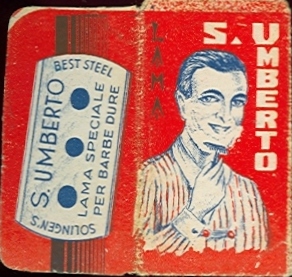 BEST STEEL
S. UMBERTO
LAMA SPECIALE
PER BARBE DURE
SOLINGEN'S
LAMA
S. UMBERTO